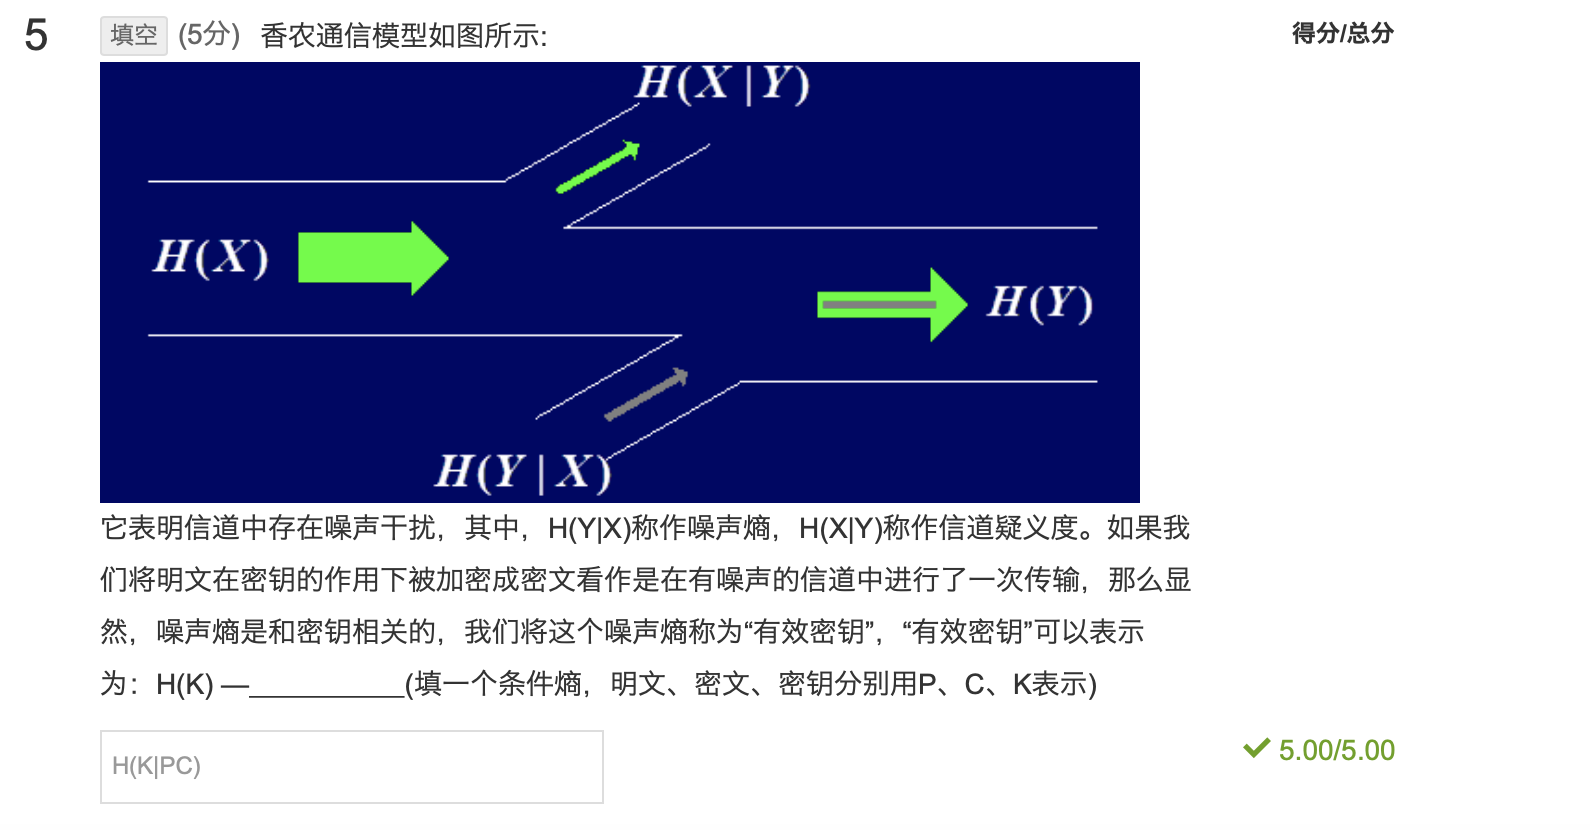 5 填空 (5分) 香农通信模型如图所示: 得分/总分
H(X|Y)
H(X)
H(Y)
H(Y|X)
它表明信道中存在噪声干扰，其中，H(Y|X)称作噪声熵，H(X|Y)称作信道疑义度。如果我
们将明文在密钥的作用下被加密成密文看作是在有噪声的信道中进行了一次传输，那么显
然，噪声熵是和密钥相关的，我们将这个噪声熵称为“有效密钥”，“有效密钥”可以表示
为：H(K) —__________(填一个条件熵，明文、密文、密钥分别用P、C、K表示)
H(K|PC)
5.00/5.00